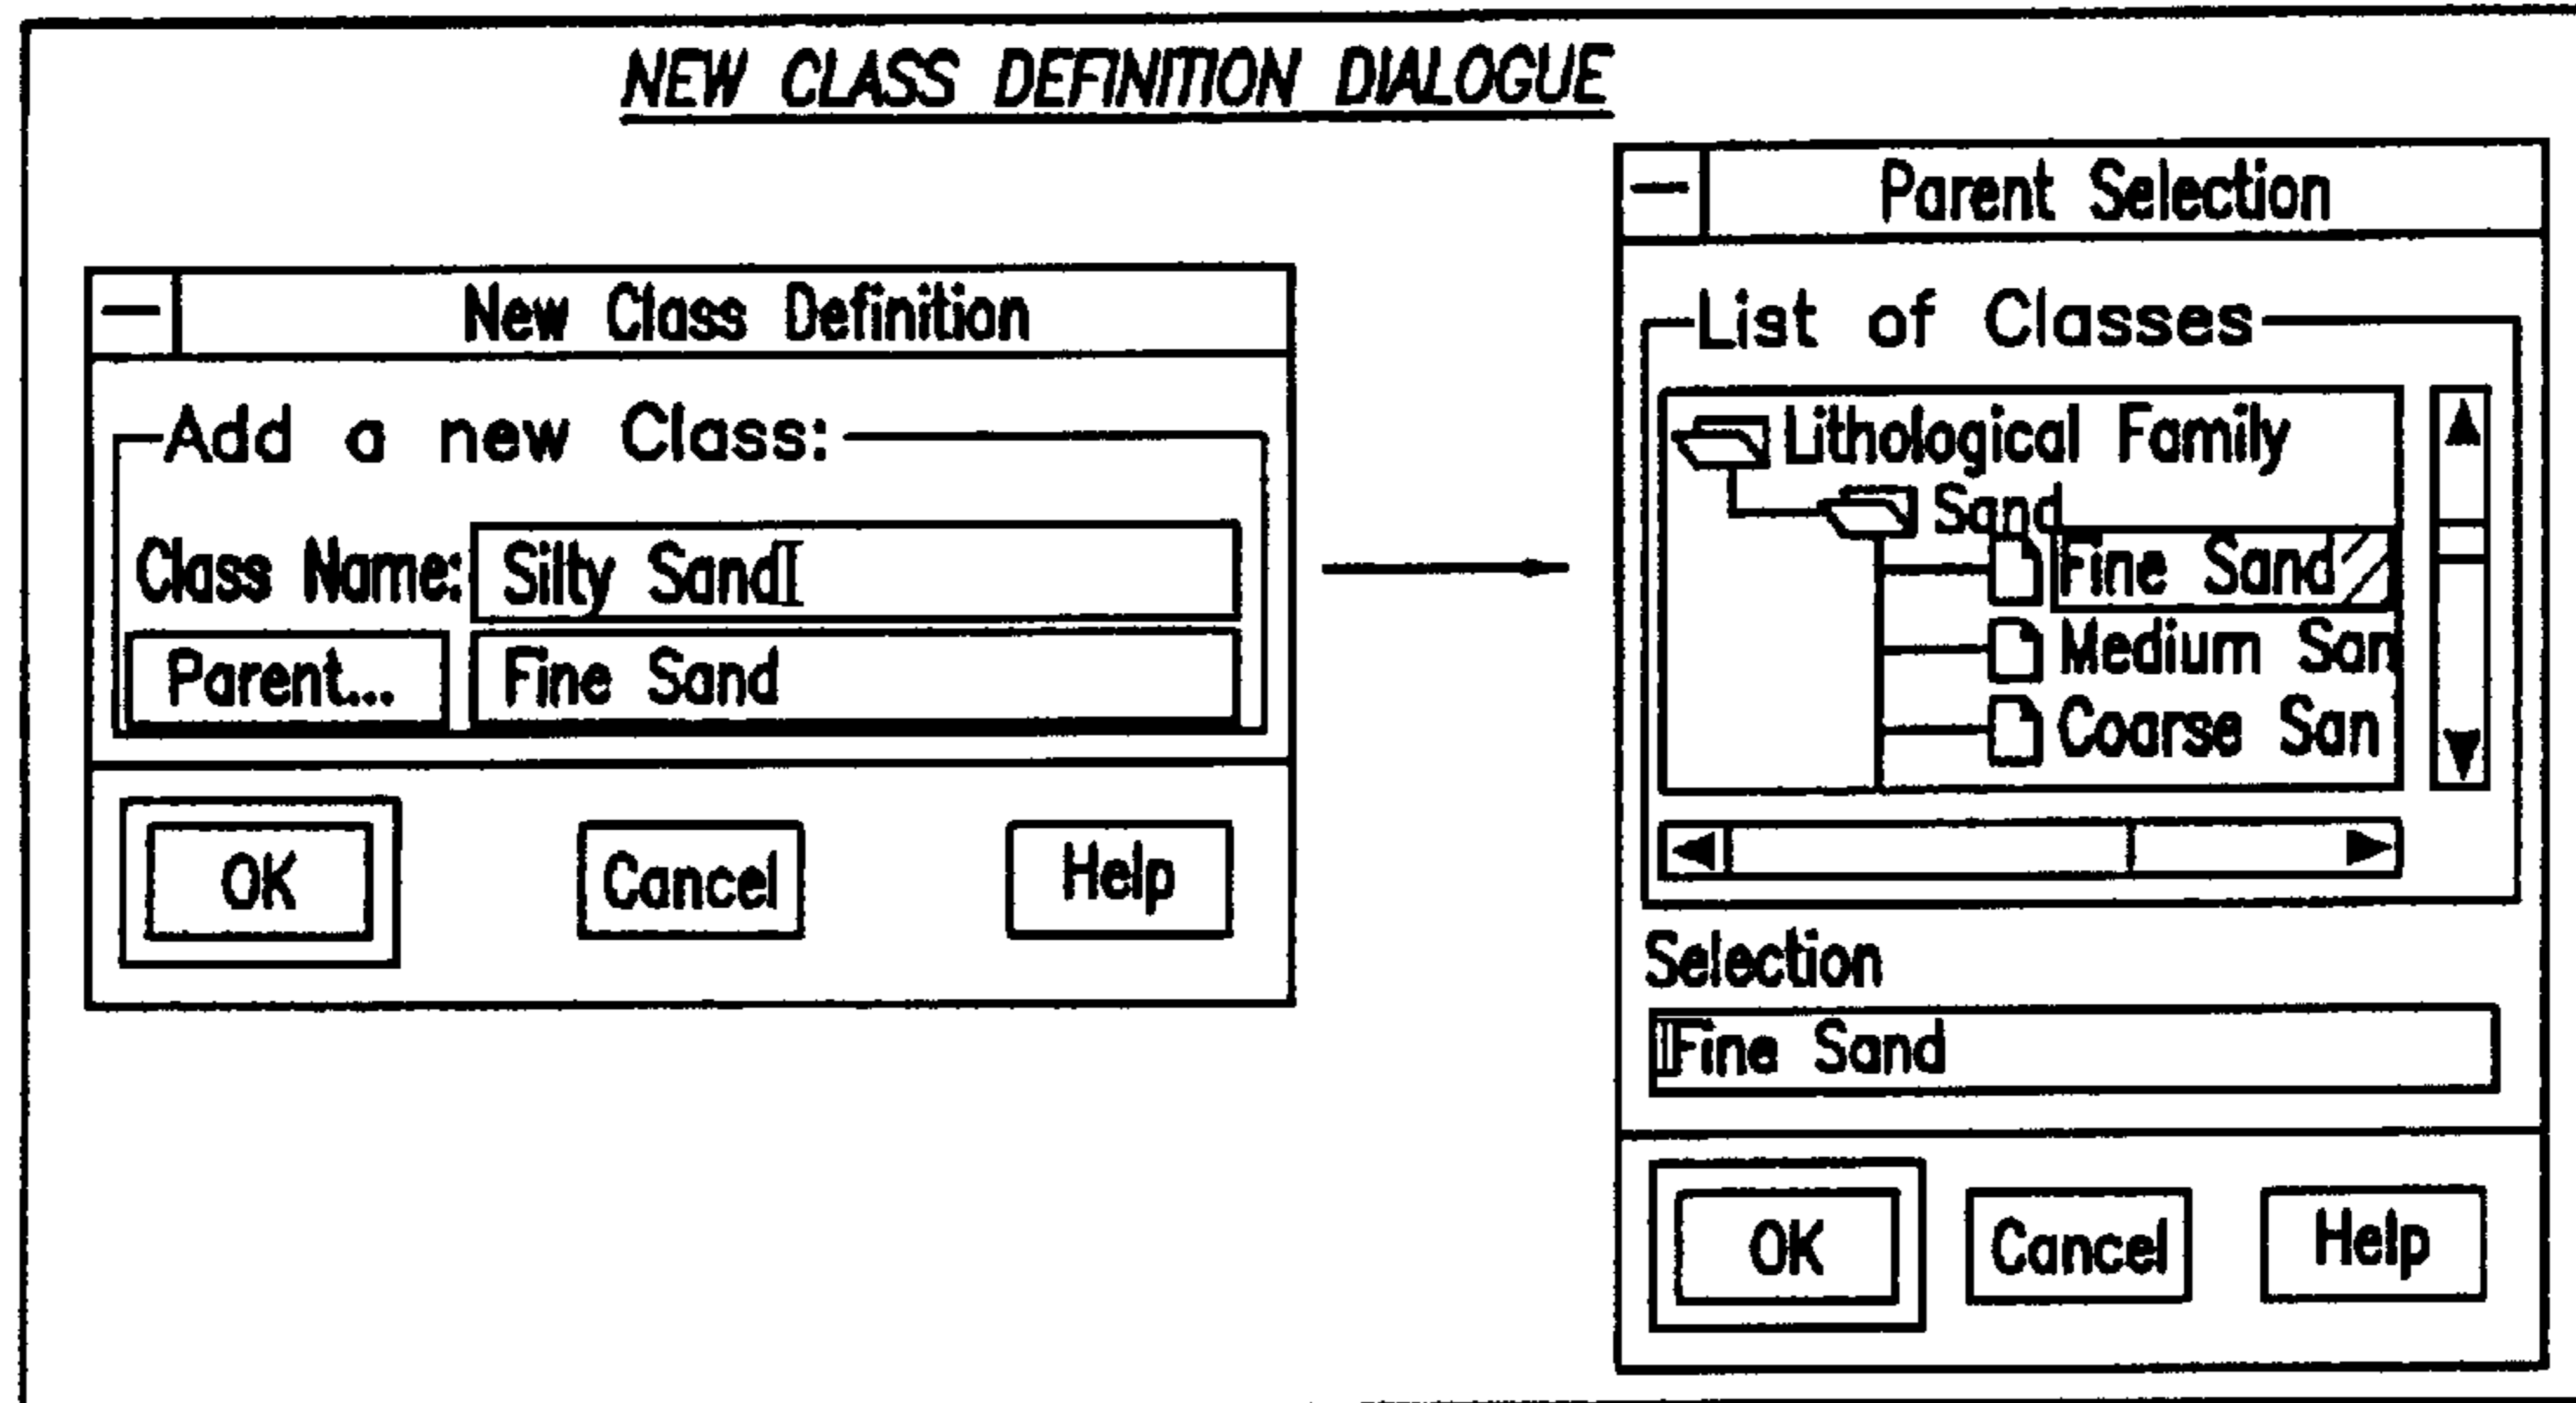 NEW CLASS DEFINITION DIALOGUE
New Class Definition
Add a new Class:
Class Name: Silty Sand
Parent... Fine Sand
OK Cancel Help
Parent Selection
List of Classes
Lithological Family
Sand
Fine Sand
Medium San
Coarse San
Selection
Fine Sand
OK Cancel Help